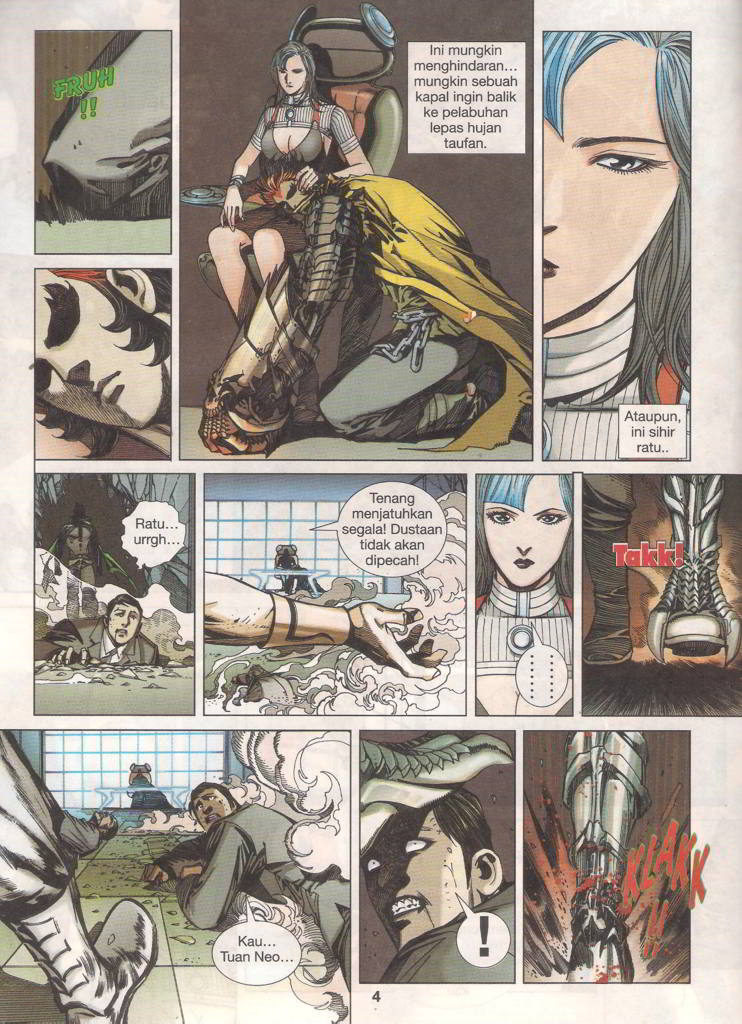 FRUH
!!
Ini mungkin
menghindaran...
mungkin sebuah
kapal ingin balik
ke pelabuhan
lepas hujan
taufan.
Ataupun,
ini sihir
ratu..
Ratu...
urrgh...
Tenang
menjatuhkan
segala! Dustaan
tidak akan
dipecah!
......
Takk!
Kau...
Tuan Neo...
!
KLAKK
!!
4